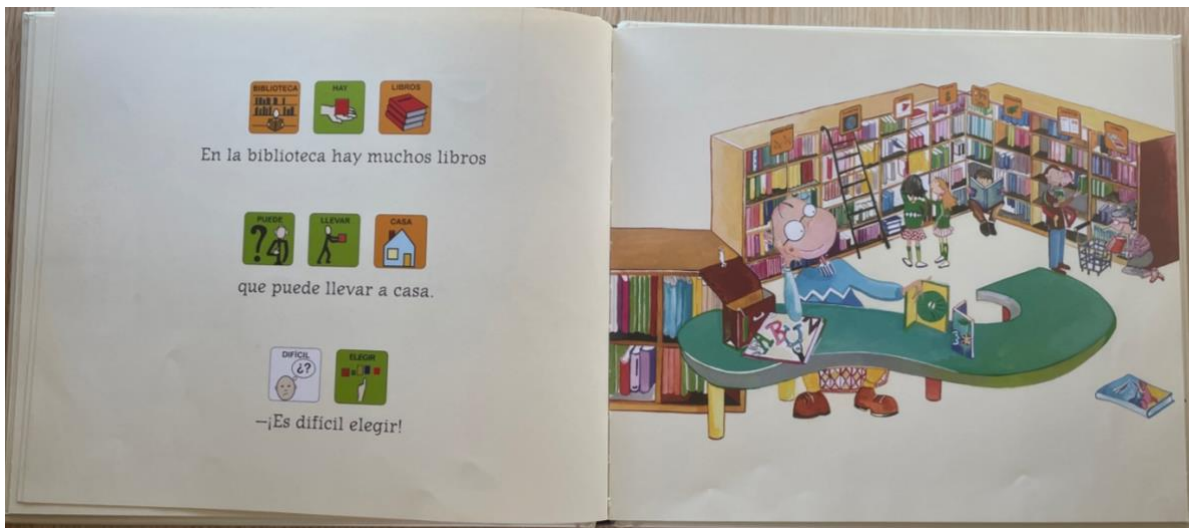 BIBLIOTECA HAY LIBROS
En la biblioteca hay muchos libros
PUEDE LLEVAR CASA
que puede llevar a casa.
DIFÍCIL ELEGIR
¿?
—¡Es difícil elegir!